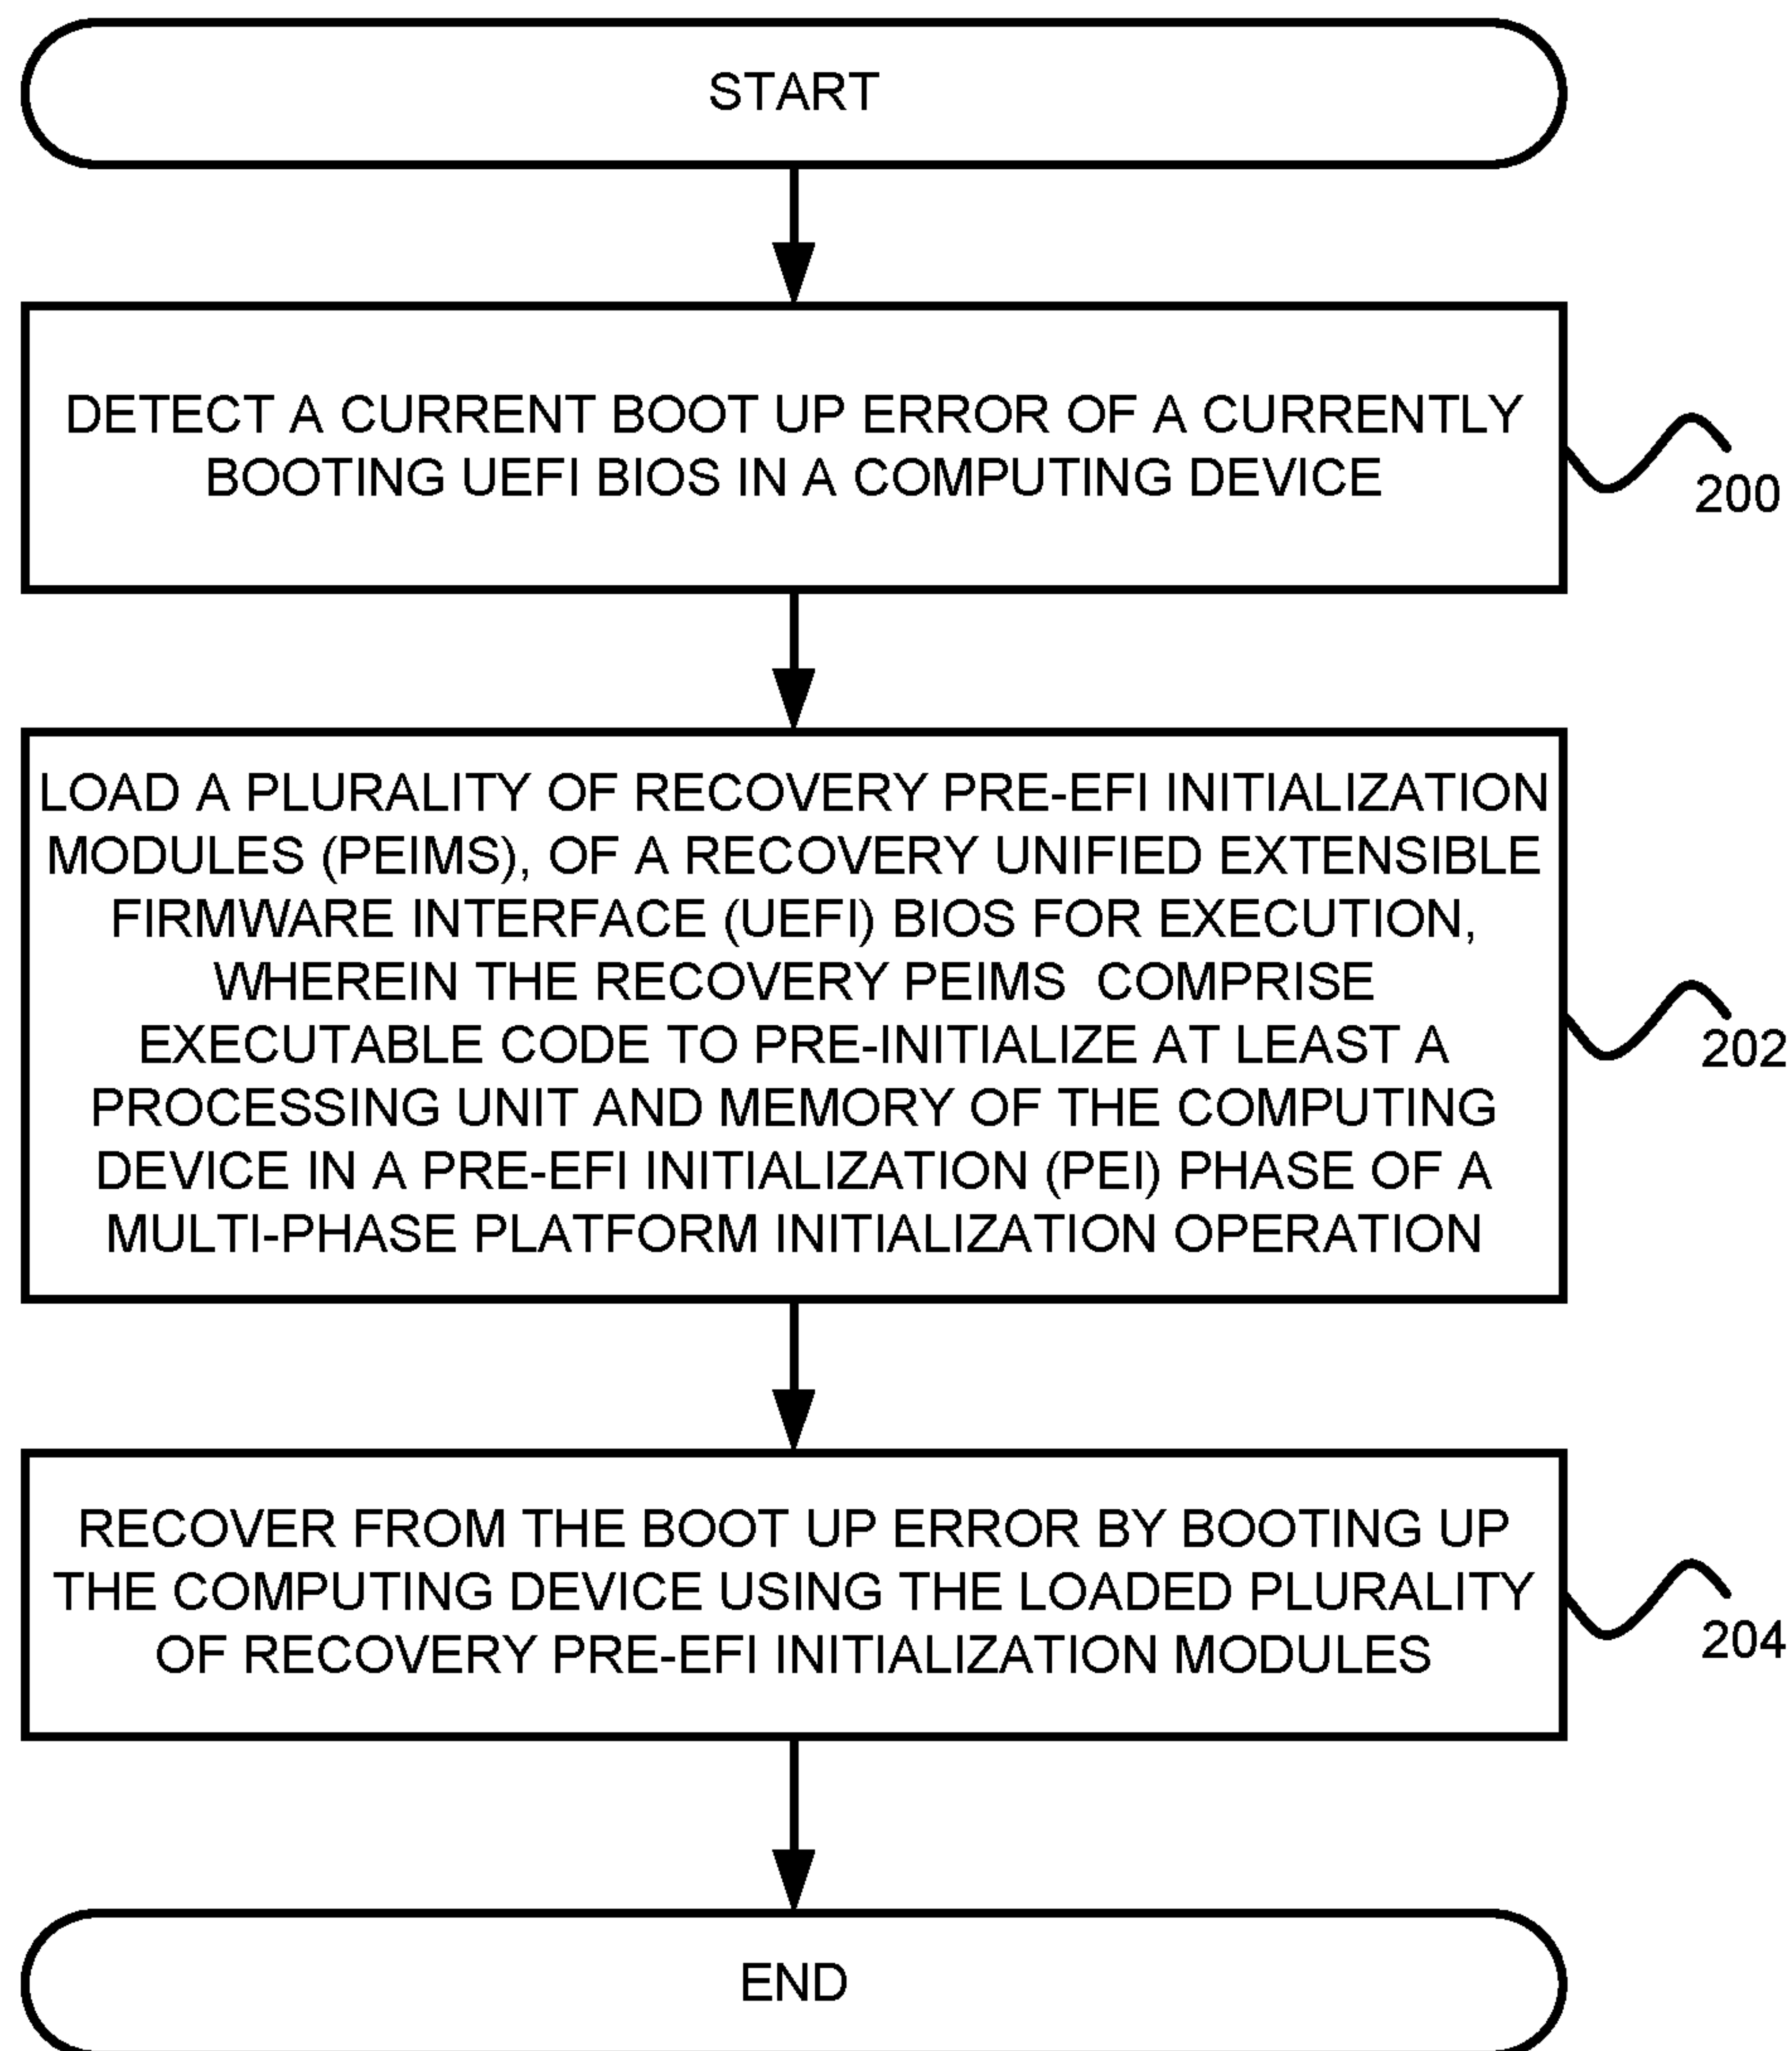 START
DETECT A CURRENT BOOT UP ERROR OF A CURRENTLY
BOOTING UEFI BIOS IN A COMPUTING DEVICE
200
LOAD A PLURALITY OF RECOVERY PRE-EFI INITIALIZATION
MODULES (PEIMS), OF A RECOVERY UNIFIED EXTENSIBLE
FIRMWARE INTERFACE (UEFI) BIOS FOR EXECUTION,
WHEREIN THE RECOVERY PEIMS COMPRISE
EXECUTABLE CODE TO PRE-INITIALIZE AT LEAST A
PROCESSING UNIT AND MEMORY OF THE COMPUTING
DEVICE IN A PRE-EFI INITIALIZATION (PEI) PHASE OF A
MULTI-PHASE PLATFORM INITIALIZATION OPERATION
202
RECOVER FROM THE BOOT UP ERROR BY BOOTING UP
THE COMPUTING DEVICE USING THE LOADED PLURALITY
OF RECOVERY PRE-EFI INITIALIZATION MODULES
204
END